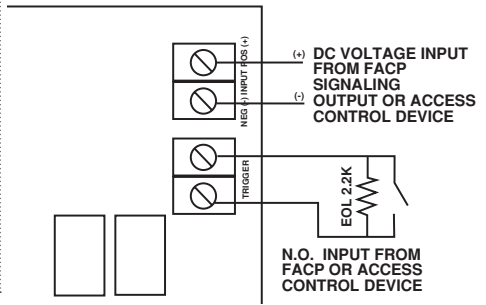 NEG (-) INPUT POS (+)
(+) DC VOLTAGE INPUT
FROM FACP
SIGNALING
(-) OUTPUT OR ACCESS
CONTROL DEVICE
TRIGGER
EOL 2.2K
N.O. INPUT FROM
FACP OR ACCESS
CONTROL DEVICE